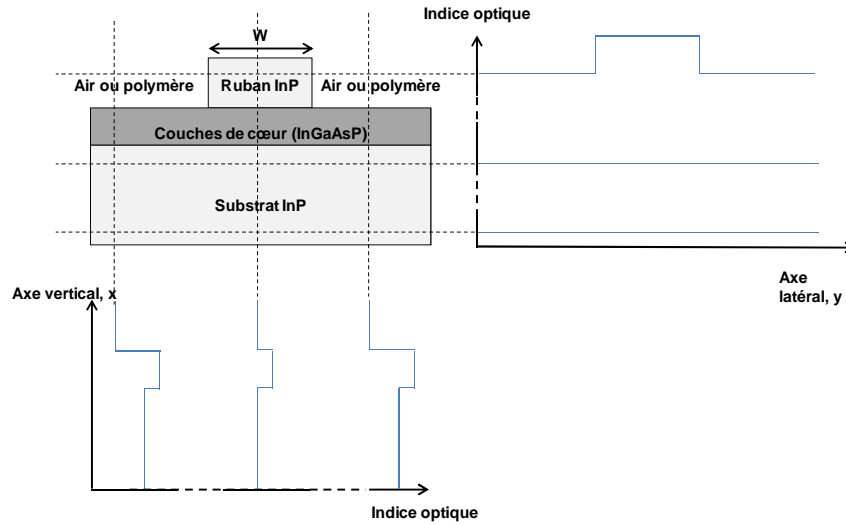 Indice optique
W
Air ou polymère
Ruban InP
Air ou polymère
Couches de cœur (InGaAsP)
Substrat InP
Axe
latéral, y
Axe vertical, x
Indice optique